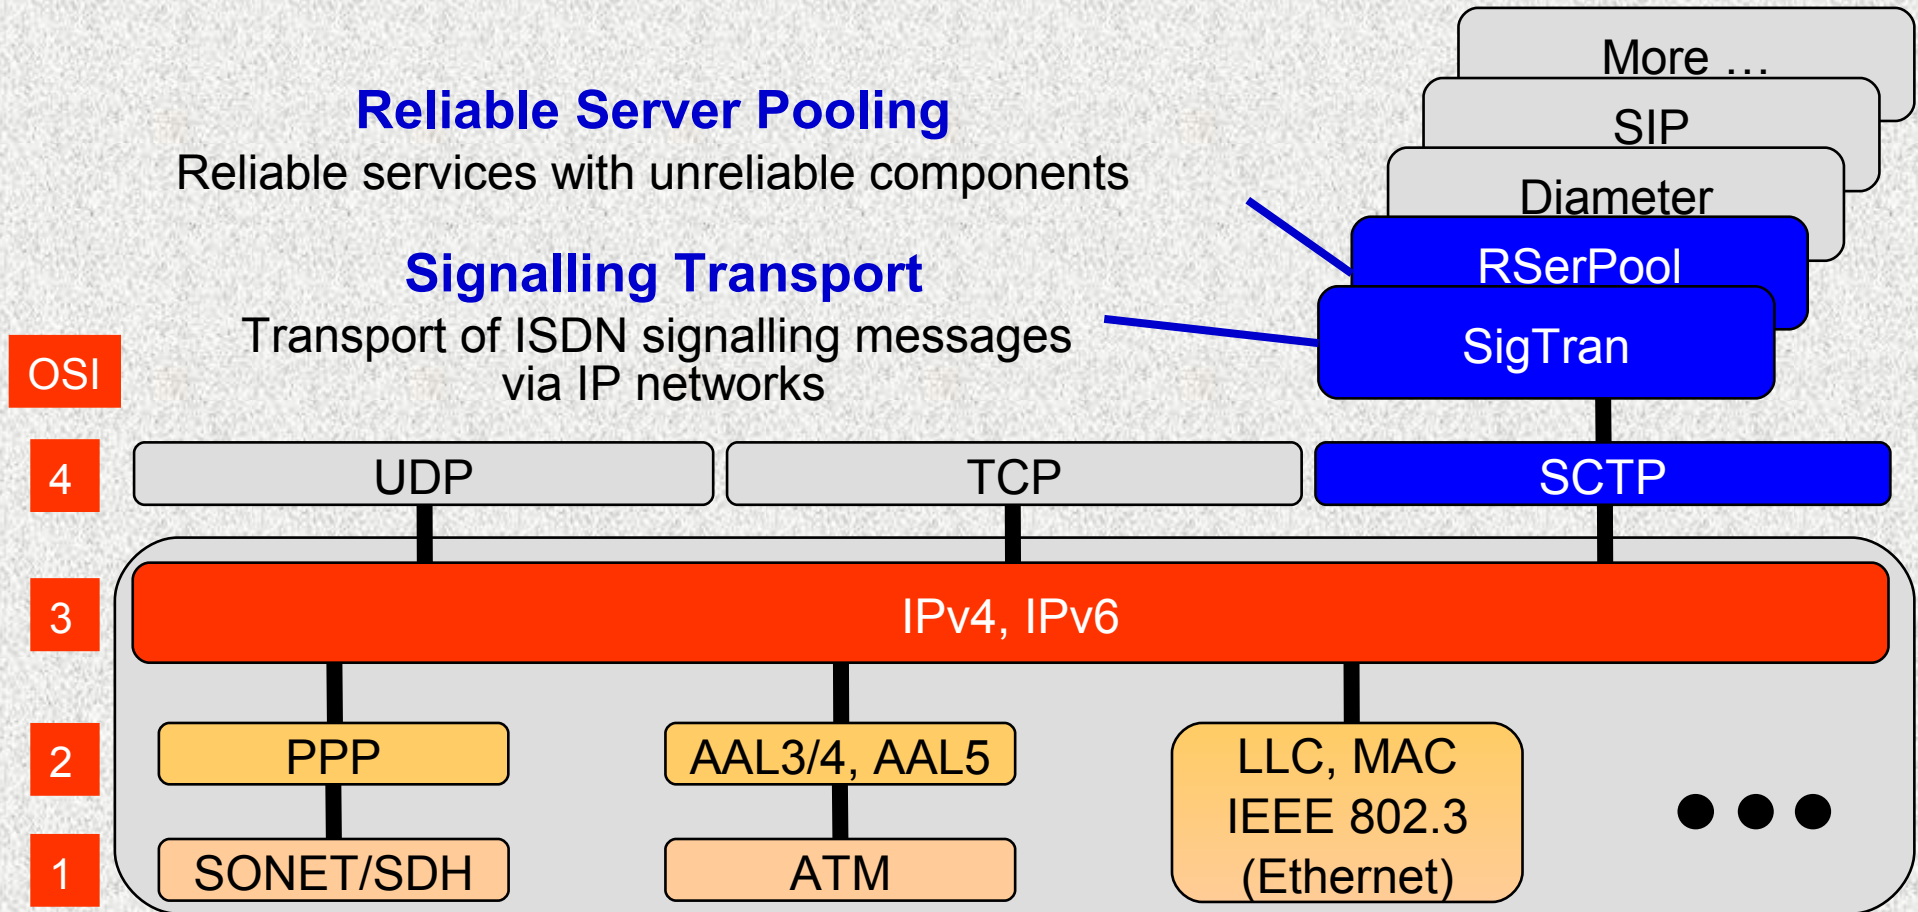 More …
SIP
Diameter
RSerPool
SigTran
Reliable Server Pooling
Reliable services with unreliable components
Signalling Transport
Transport of ISDN signalling messages
via IP networks
OSI
4
UDP
TCP
SCTP
3
IPv4, IPv6
2
PPP
AAL3/4, AAL5
LLC, MAC
IEEE 802.3
(Ethernet)
1
SONET/SDH
ATM